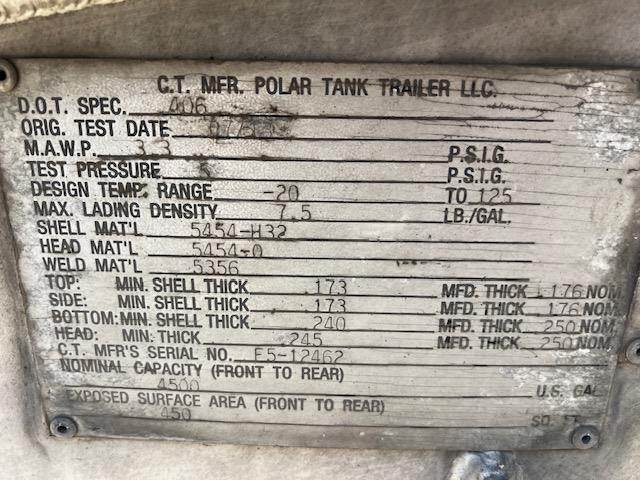 C.T. MFR. POLAR TANK TRAILER LLC.
D.O.T. SPEC. 406
ORIG. TEST DATE
M.A.W.P. 3.3 P.S.I.G.
TEST PRESSURE P.S.I.G.
DESIGN TEMP. RANGE -20 TO 125
MAX. LADING DENSITY 7.5 LB./GAL.
SHELL MAT'L 5454-H32
HEAD MAT'L 5454-0
WELD MAT'L 5356
TOP: MIN. SHELL THICK .173 MFD. THICK .176 NOM.
SIDE: MIN. SHELL THICK .173 MFD. THICK .176 NOM.
BOTTOM: MIN. SHELL THICK .240 MFD. THICK .250 NOM.
HEAD: MIN. THICK .245 MFD. THICK .250 NOM.
C.T. MFR'S SERIAL NO. F5-12462
NOMINAL CAPACITY (FRONT TO REAR)
4500 U.S. GA
EXPOSED SURFACE AREA (FRONT TO REAR)
450 SQ. FT.